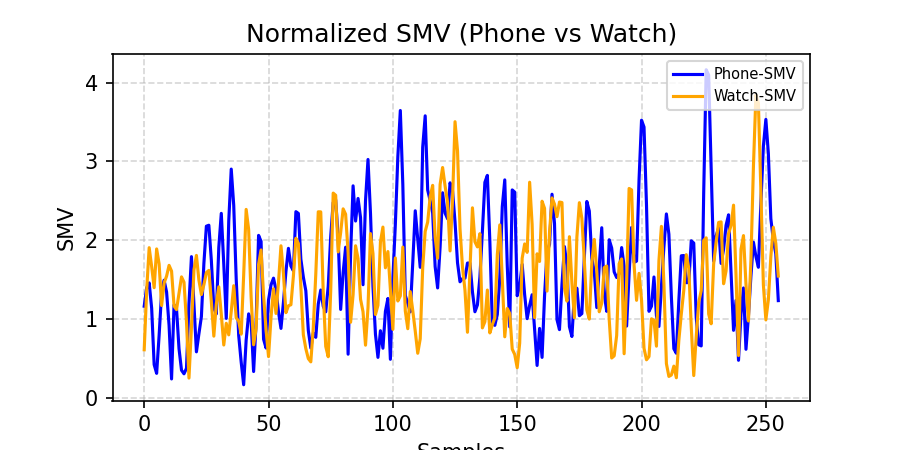 Normalized SMV (Phone vs Watch)
Phone-SMV
Watch-SMV
SMV
4
3
2
1
0
0 50 100 150 200 250
Samples